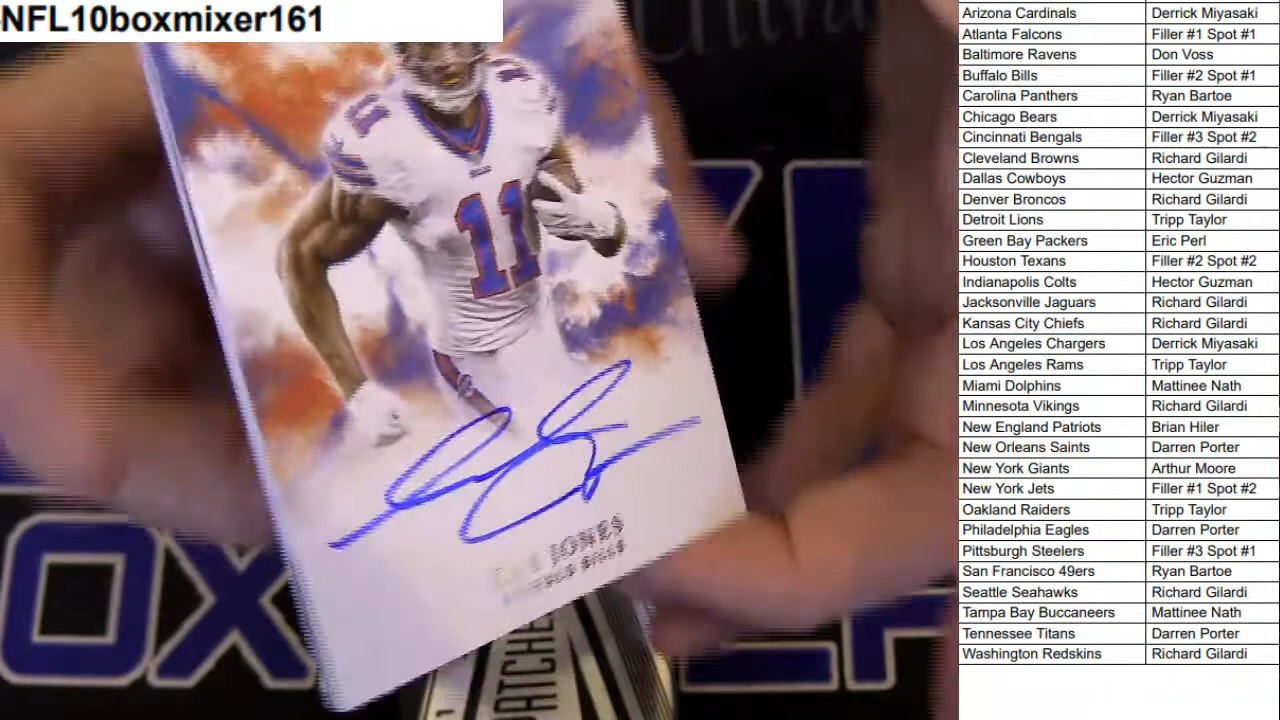 NFL10boxmixer161
11
JONES
BILLS
PATCHE
OX
Arizona Cardinals Derrick Miyasaki
Atlanta Falcons Filler #1 Spot #1
Baltimore Ravens Don Voss
Buffalo Bills Filler #2 Spot #1
Carolina Panthers Ryan Bartoe
Chicago Bears Derrick Miyasaki
Cincinnati Bengals Filler #3 Spot #2
Cleveland Browns Richard Gilardi
Dallas Cowboys Hector Guzman
Denver Broncos Richard Gilardi
Detroit Lions Tripp Taylor
Green Bay Packers Eric Perl
Houston Texans Filler #2 Spot #2
Indianapolis Colts Hector Guzman
Jacksonville Jaguars Richard Gilardi
Kansas City Chiefs Richard Gilardi
Los Angeles Chargers Derrick Miyasaki
Los Angeles Rams Tripp Taylor
Miami Dolphins Mattinee Nath
Minnesota Vikings Richard Gilardi
New England Patriots Brian Hiler
New Orleans Saints Darren Porter
New York Giants Arthur Moore
New York Jets Filler #1 Spot #2
Oakland Raiders Tripp Taylor
Philadelphia Eagles Darren Porter
Pittsburgh Steelers Filler #3 Spot #1
San Francisco 49ers Ryan Bartoe
Seattle Seahawks Richard Gilardi
Tampa Bay Buccaneers Mattinee Nath
Tennessee Titans Darren Porter
Washington Redskins Richard Gilardi